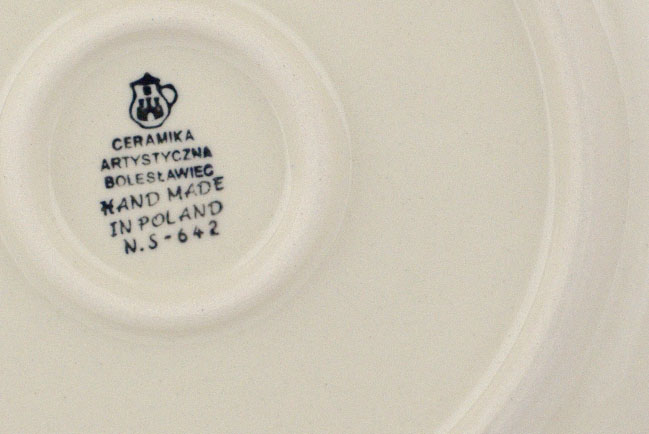 CERAMIKA
ARTYSTYCZNA
BOLESŁAWIEC
HAND MADE
IN POLAND
N.S-642